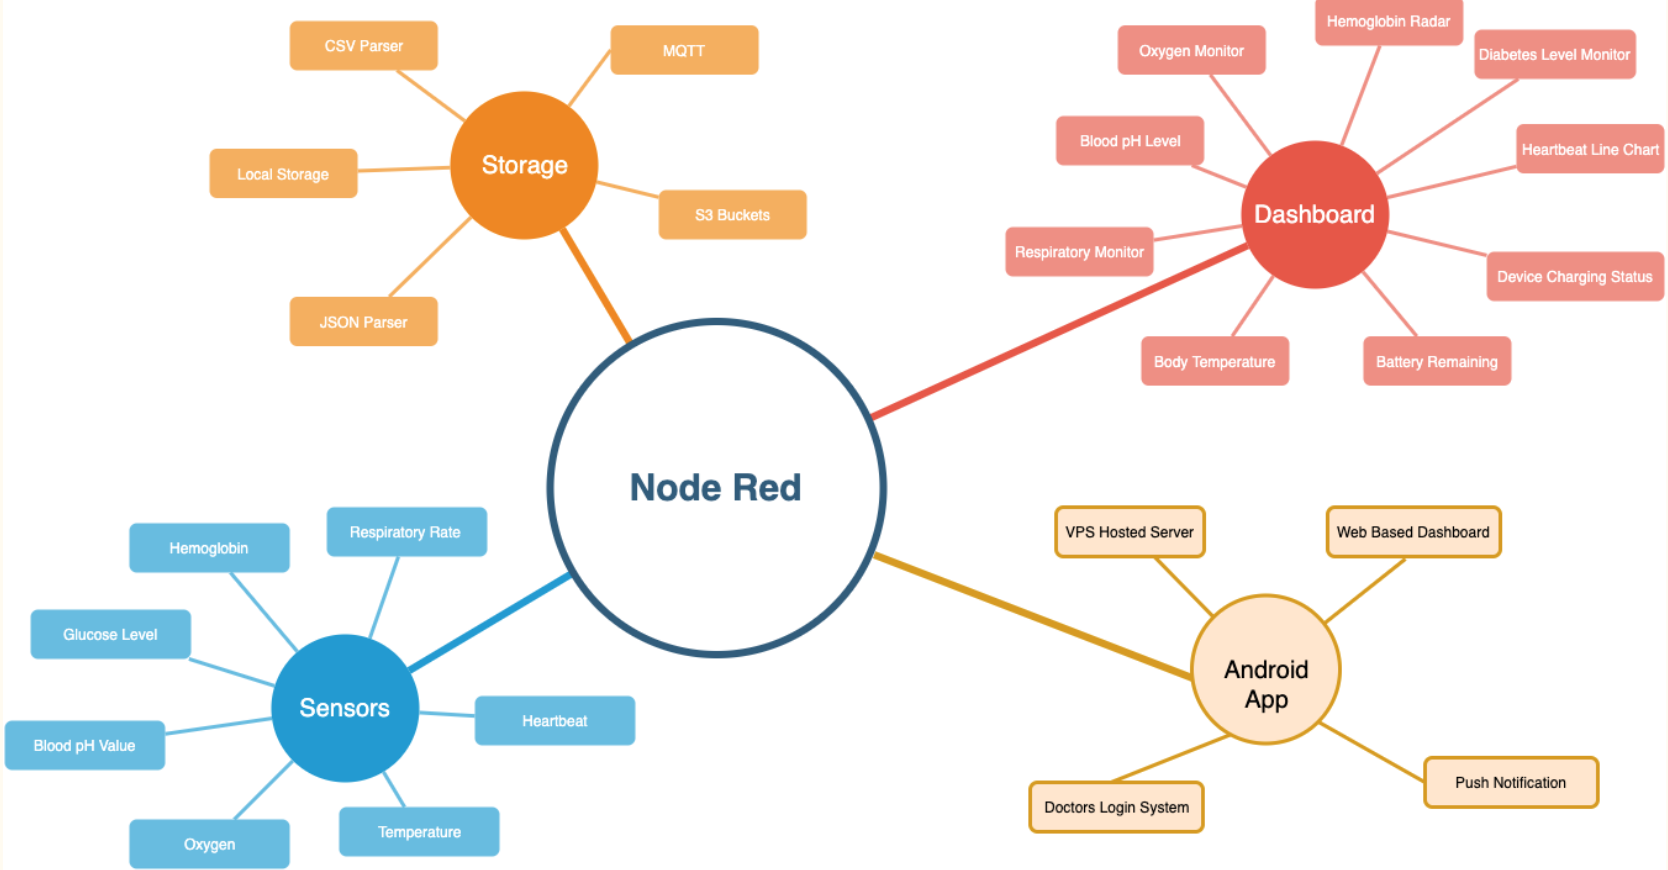 CSV Parser
MQTT
Storage
Local Storage
S3 Buckets
JSON Parser
Hemoglobin Radar
Oxygen Monitor
Diabetes Level Monitor
Blood pH Level
Heartbeat Line Chart
Dashboard
Respiratory Monitor
Device Charging Status
Body Temperature
Battery Remaining
Node Red
Respiratory Rate
Hemoglobin
Glucose Level
Sensors
Heartbeat
Blood pH Value
Temperature
Oxygen
VPS Hosted Server
Web Based Dashboard
Android
App
Push Notification
Doctors Login System